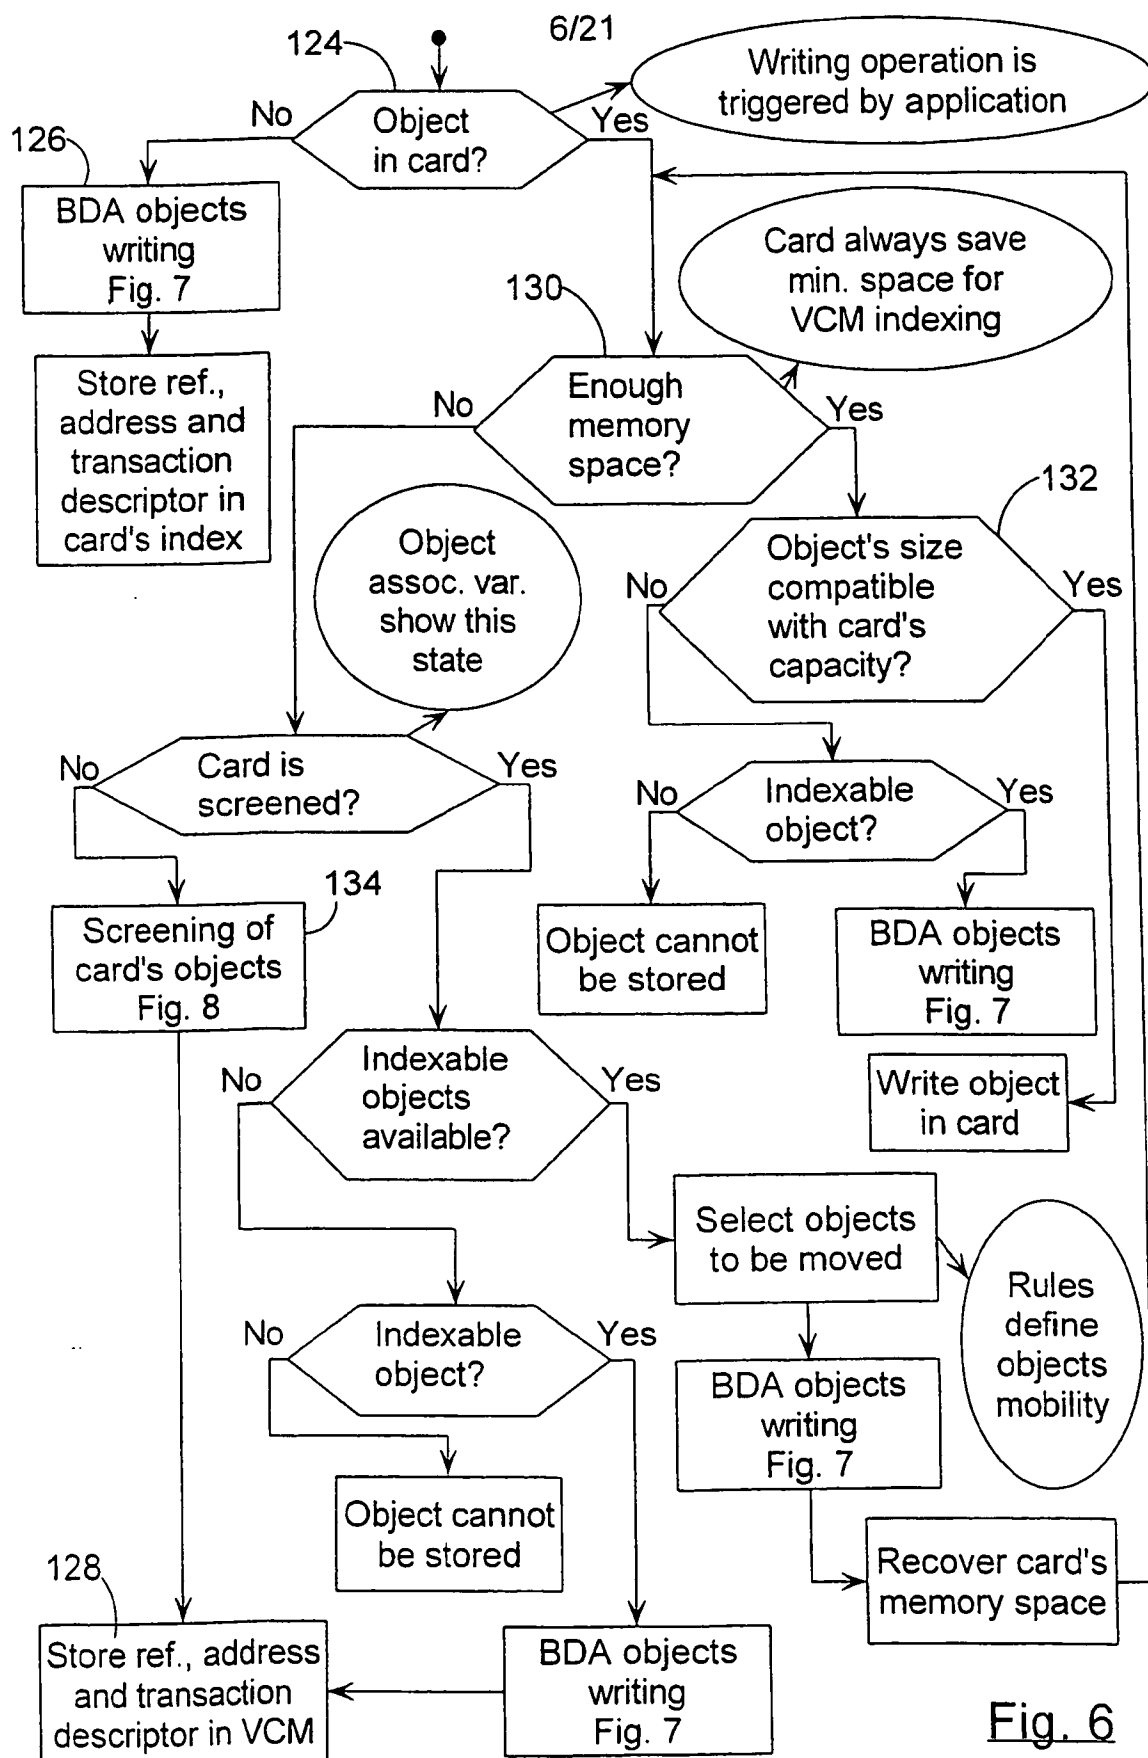 6/21
124
Writing operation is
triggered by application
No
Object
in card?
Yes
126
BDA objects
writing
Fig. 7
Card always save
min. space for
VCM indexing
130
Store ref.,
address and
transaction
descriptor in
card's index
No
Enough
memory
space?
Yes
132
Object
assoc. var.
show this
state
No
Object's size
compatible
with card's
capacity?
Yes
No
Card is
screened?
Yes
No
Indexable
object?
Yes
134
Screening of
card's objects
Fig. 8
Object cannot
be stored
BDA objects
writing
Fig. 7
No
Indexable
objects
available?
Yes
Write object
in card
Select objects
to be moved
Rules
define
objects
mobility
No
Indexable
object?
Yes
BDA objects
writing
Fig. 7
Object cannot
be stored
Recover card's
memory space
128
Store ref., address
and transaction
descriptor in VCM
BDA objects
writing
Fig. 7
Fig. 6